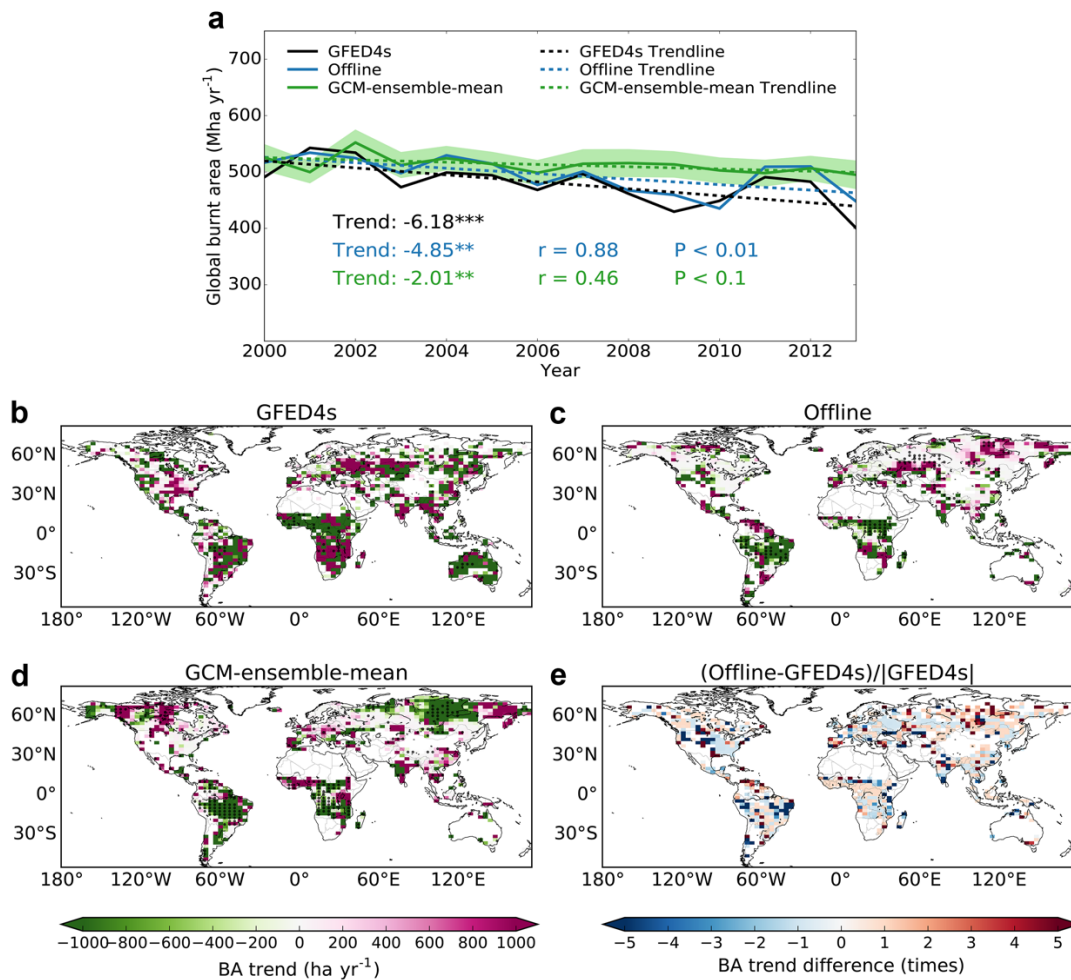 a
GFED4s
Offline
GCM-ensemble-mean
GFED4s Trendline
Offline Trendline
GCM-ensemble-mean Trendline
Global burnt area (Mha yr⁻¹)
700
600
500
400
300
Trend: -6.18***
Trend: -4.85** r = 0.88 P < 0.01
Trend: -2.01** r = 0.46 P < 0.1
2000 2002 2004 2006 2008 2010 2012
Year
b GFED4s
60°N
30°N
0°
30°S
180° 120°W 60°W 0° 60°E 120°E
c Offline
60°N
30°N
0°
30°S
180° 120°W 60°W 0° 60°E 120°E
d GCM-ensemble-mean
60°N
30°N
0°
30°S
180° 120°W 60°W 0° 60°E 120°E
e (Offline-GFED4s)/|GFED4s|
60°N
30°N
0°
30°S
180° 120°W 60°W 0° 60°E 120°E
−1000 −800 −600 −400 −200 0 200 400 600 800 1000
BA trend (ha yr⁻¹)
−5 −4 −3 −2 −1 0 1 2 3 4 5
BA trend difference (times)